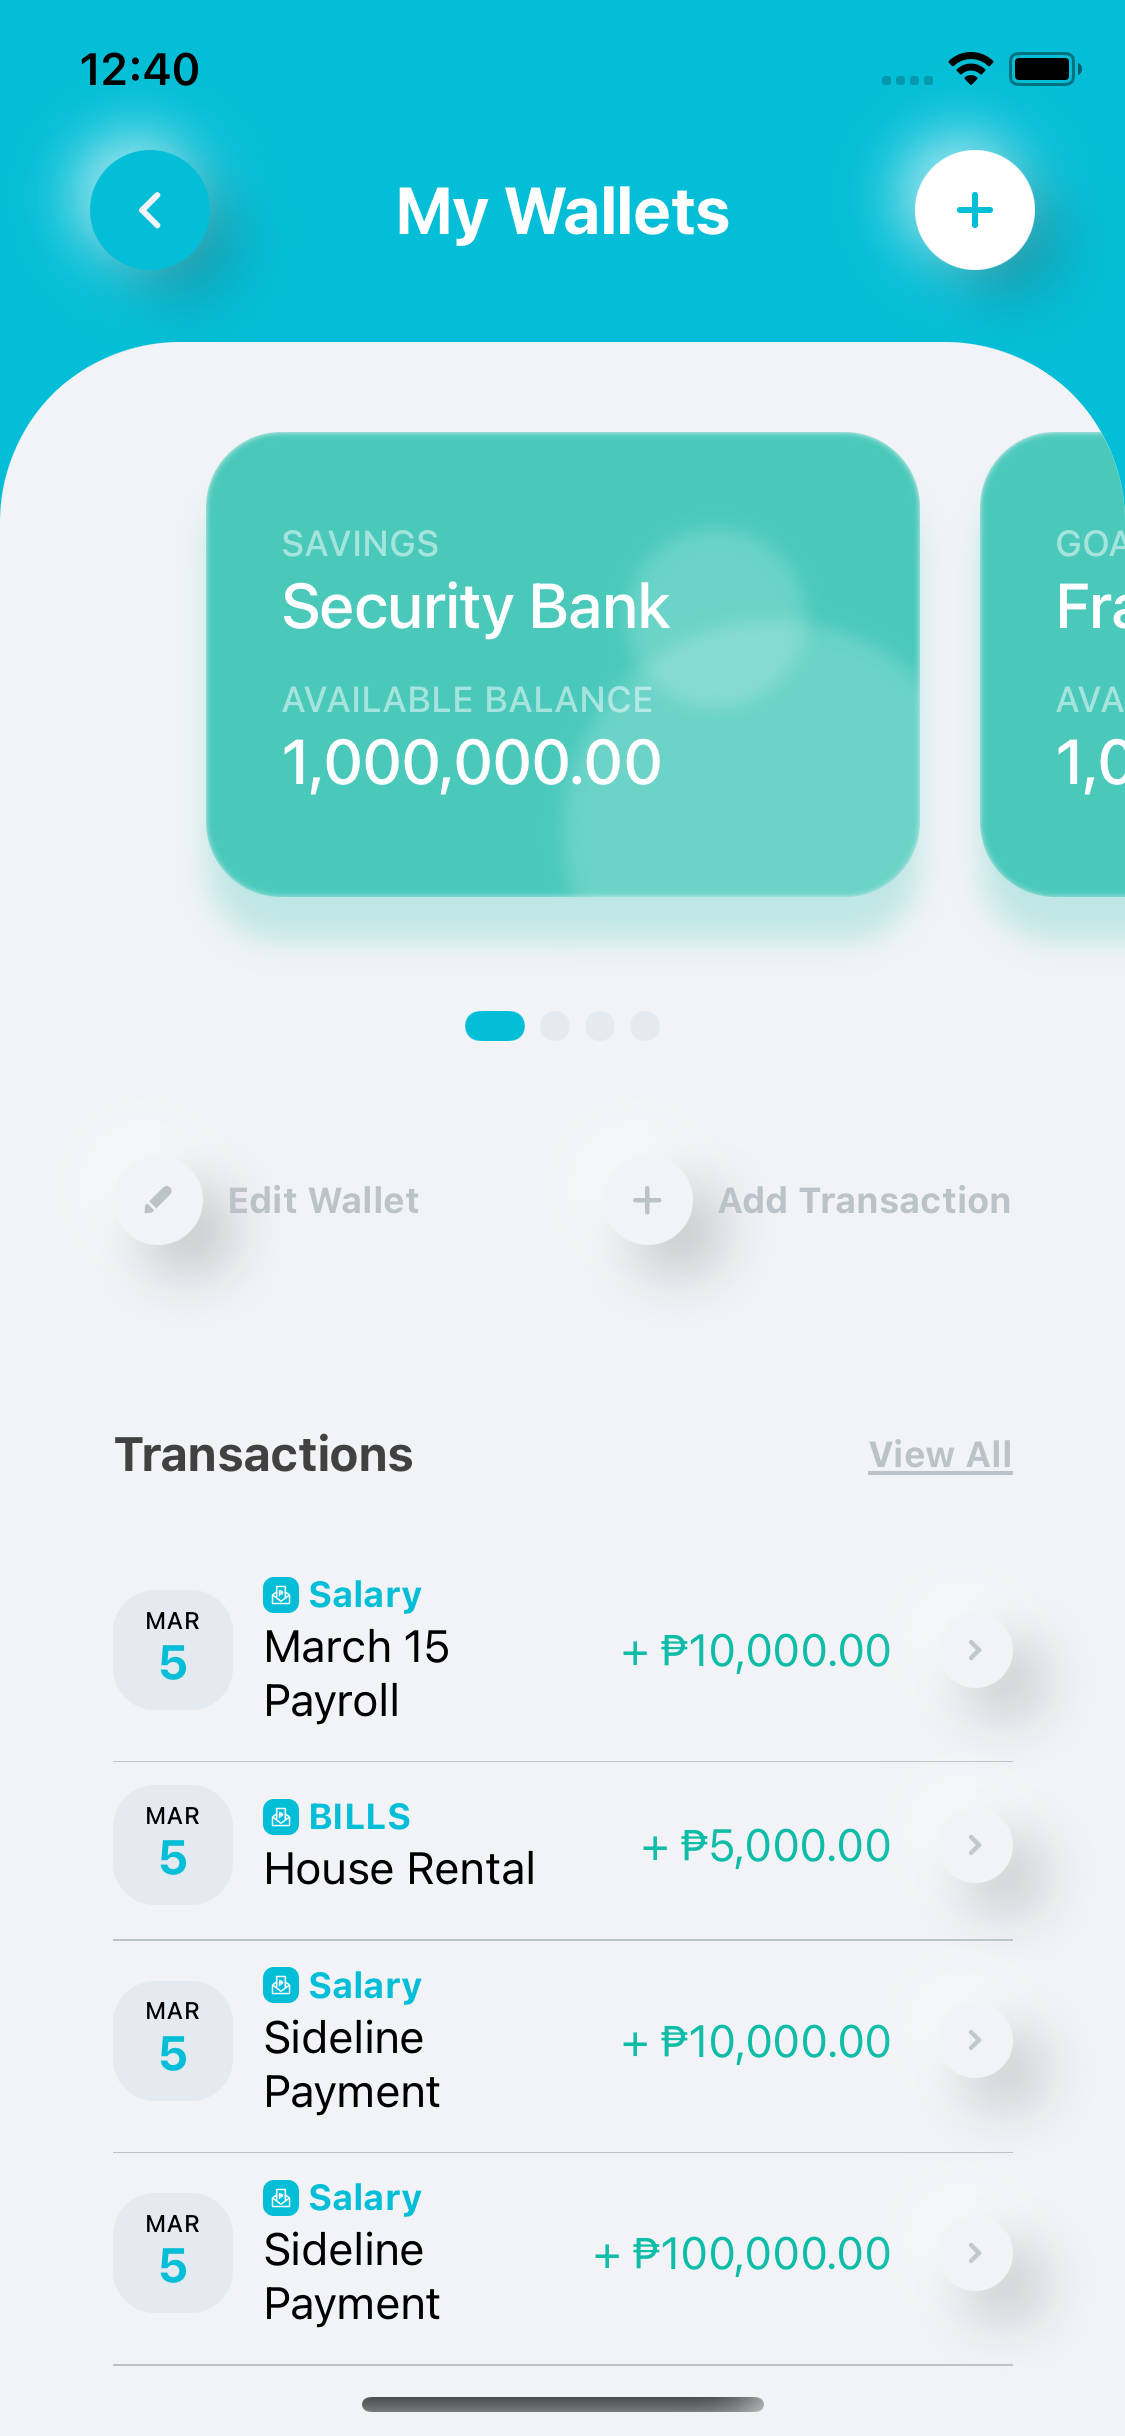 12:40
My Wallets
SAVINGS
Security Bank
AVAILABLE BALANCE
1,000,000.00
GOA
Fra
AVA
1,0
Edit Wallet
Add Transaction
Transactions
View All
MAR
5
Salary
March 15
Payroll
+ ₱10,000.00
MAR
5
BILLS
House Rental
+ ₱5,000.00
MAR
5
Salary
Sideline
Payment
+ ₱10,000.00
MAR
5
Salary
Sideline
Payment
+ ₱100,000.00